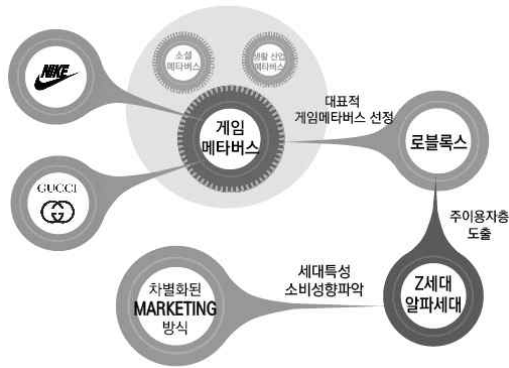 NIKE
소셜
메타버스
생활 산업
메타버스
게임
메타버스
대표적
게임메타버스 선정
로블록스
GUCCI
주이용자층
도출
Z세대
알파세대
세대특성
소비성향파악
차별화된
MARKETING
방식